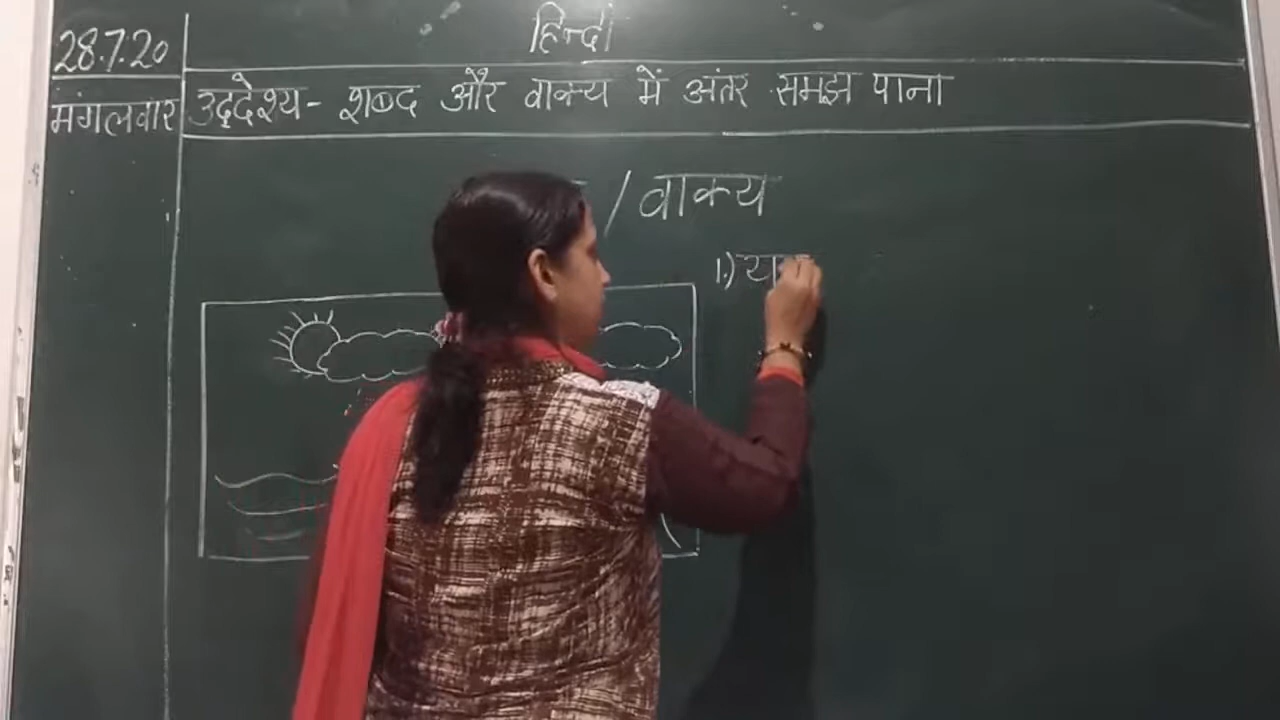 हिन्दी
28.7.20
मंगलवार
उद्देश्य- शब्द और वाक्य में अंतर समझ पाना
/ वाक्य
1.) य